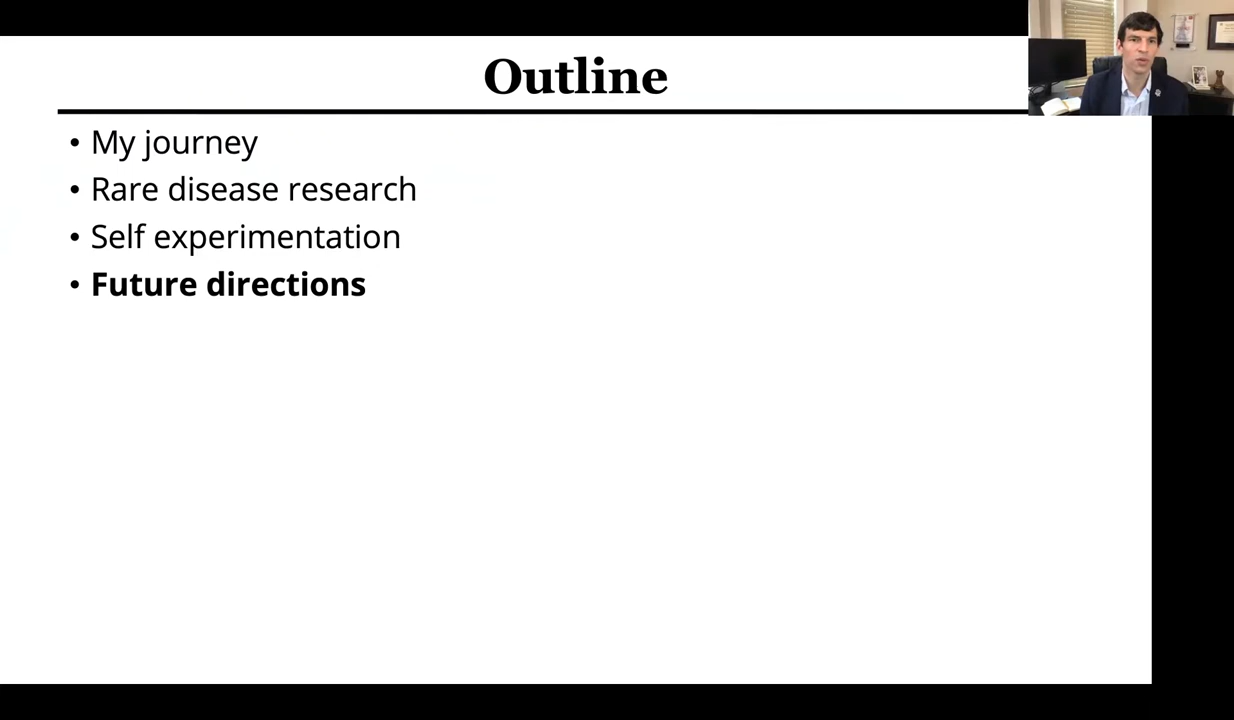 Outline
• My journey
• Rare disease research
• Self experimentation
• Future directions